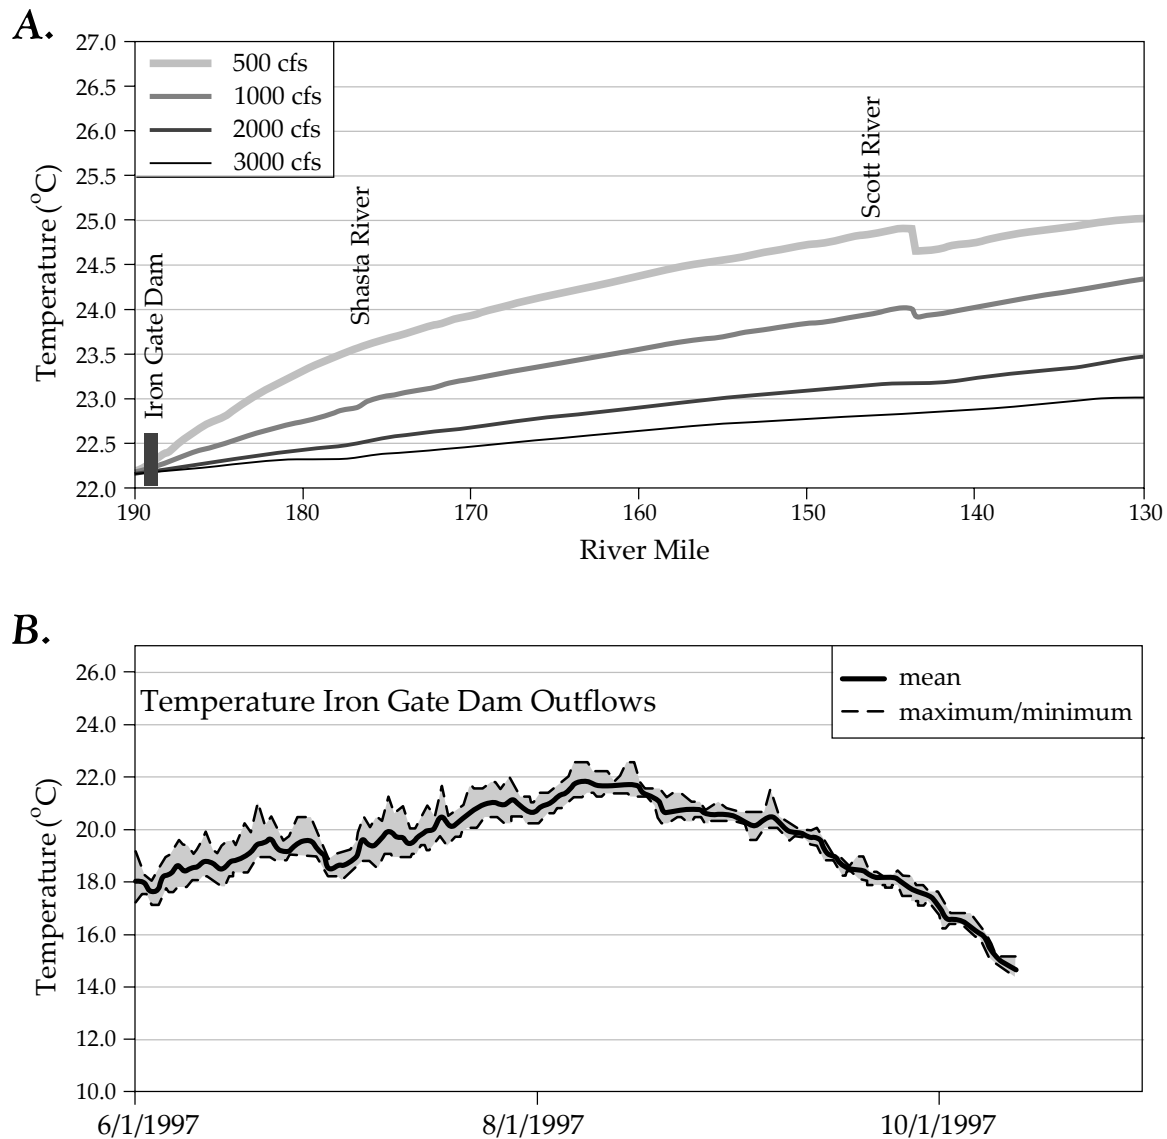 A.
27.0
26.5
26.0
25.5
25.0
24.5
24.0
23.5
23.0
22.5
22.0
Temperature (°C)
500 cfs
1000 cfs
2000 cfs
3000 cfs
Iron Gate Dam
Shasta River
Scott River
190 180 170 160 150 140 130
River Mile
B.
26.0
24.0
22.0
20.0
18.0
16.0
14.0
12.0
10.0
Temperature (°C)
Temperature Iron Gate Dam Outflows
mean
maximum/minimum
6/1/1997 8/1/1997 10/1/1997